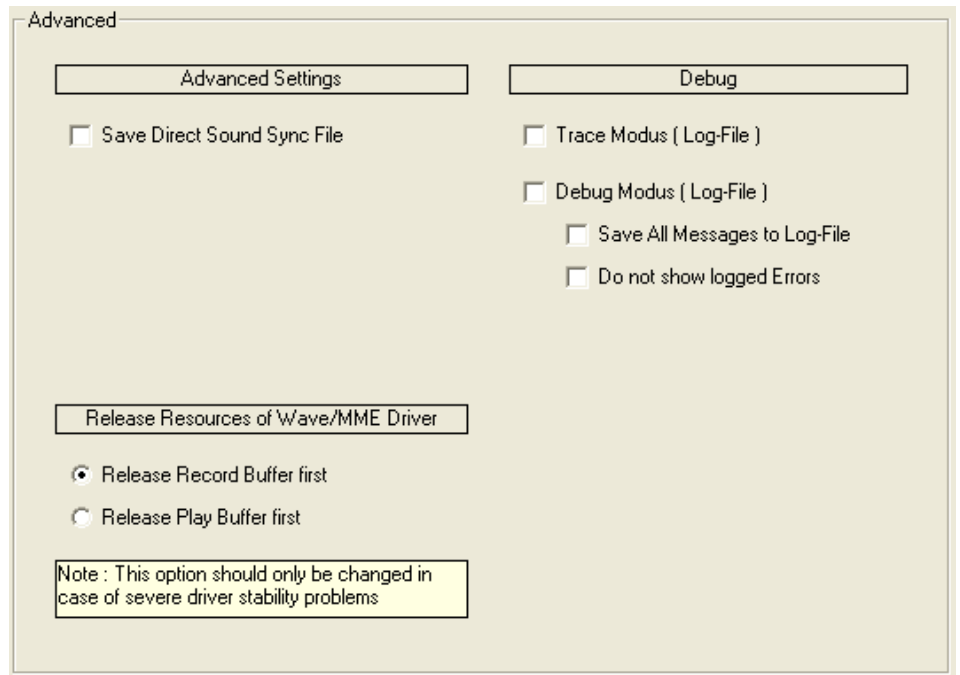 Advanced
Advanced Settings
Save Direct Sound Sync File
Release Resources of Wave/MME Driver
Release Record Buffer first
Release Play Buffer first
Note : This option should only be changed in
case of severe driver stability problems
Debug
Trace Modus ( Log-File )
Debug Modus ( Log-File )
Save All Messages to Log-File
Do not show logged Errors